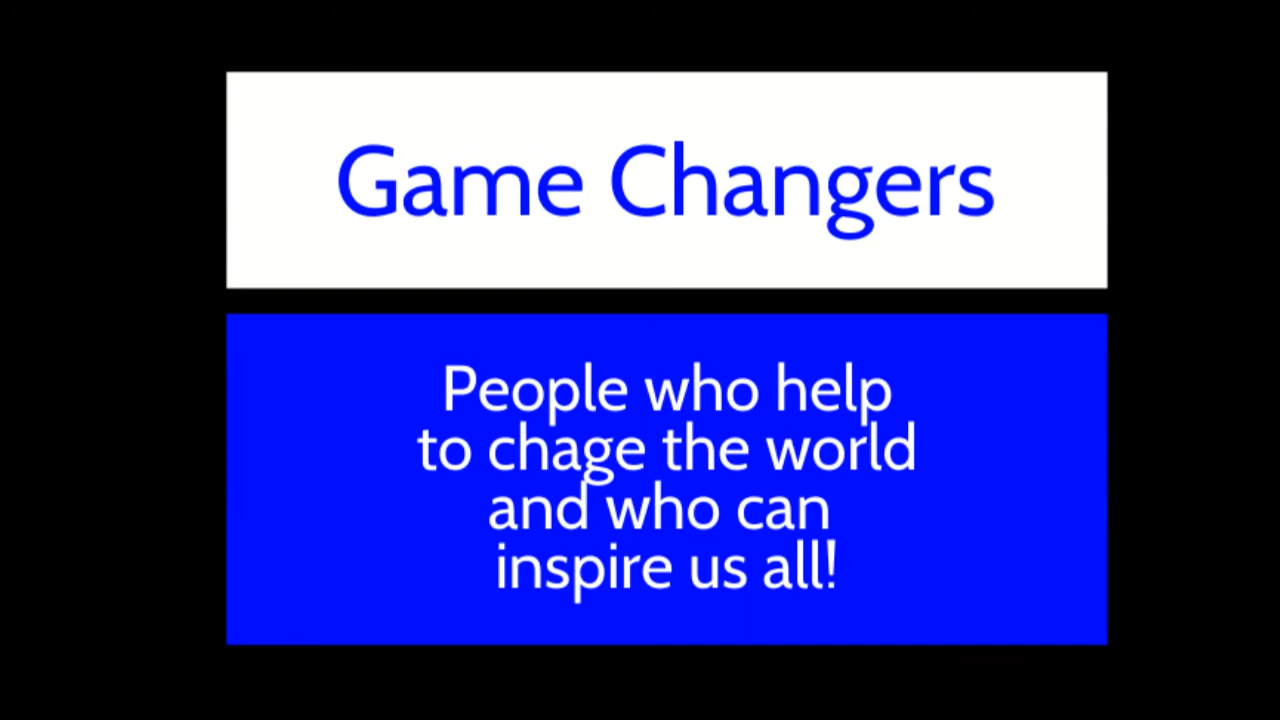 Game Changers
People who help
to chage the world
and who can
inspire us all!